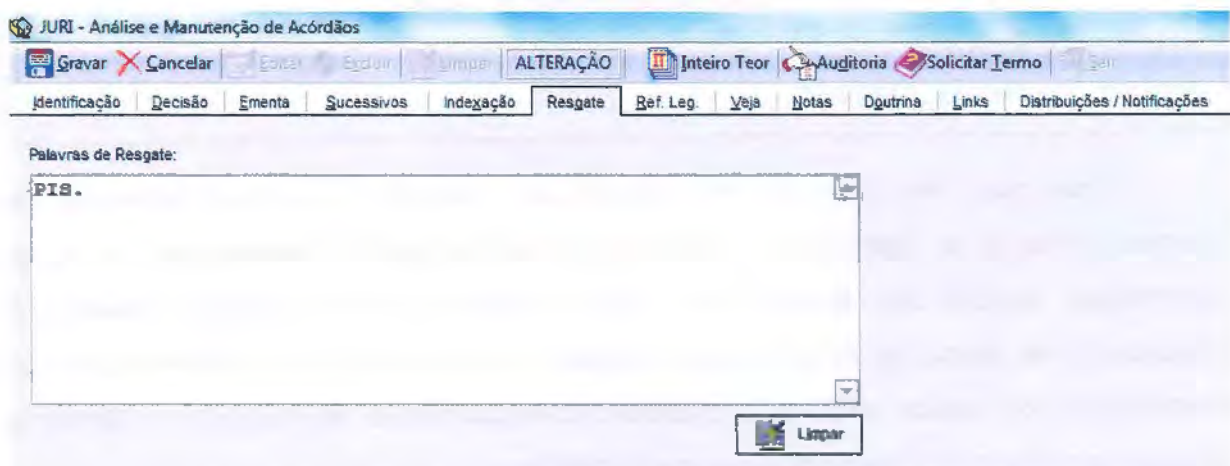 JURI - Análise e Manutenção de Acórdãos
Gravar Cancelar Editar Excluir Limpar ALTERAÇÃO Inteiro Teor Auditoria Solicitar Termo Sair
Identificação Decisão Ementa Sucessivos Indexação Resgate Ref. Leg. Veja Notas Doutrina Links Distribuições / Notificações
Palavras de Resgate:
PIS.
Limpar